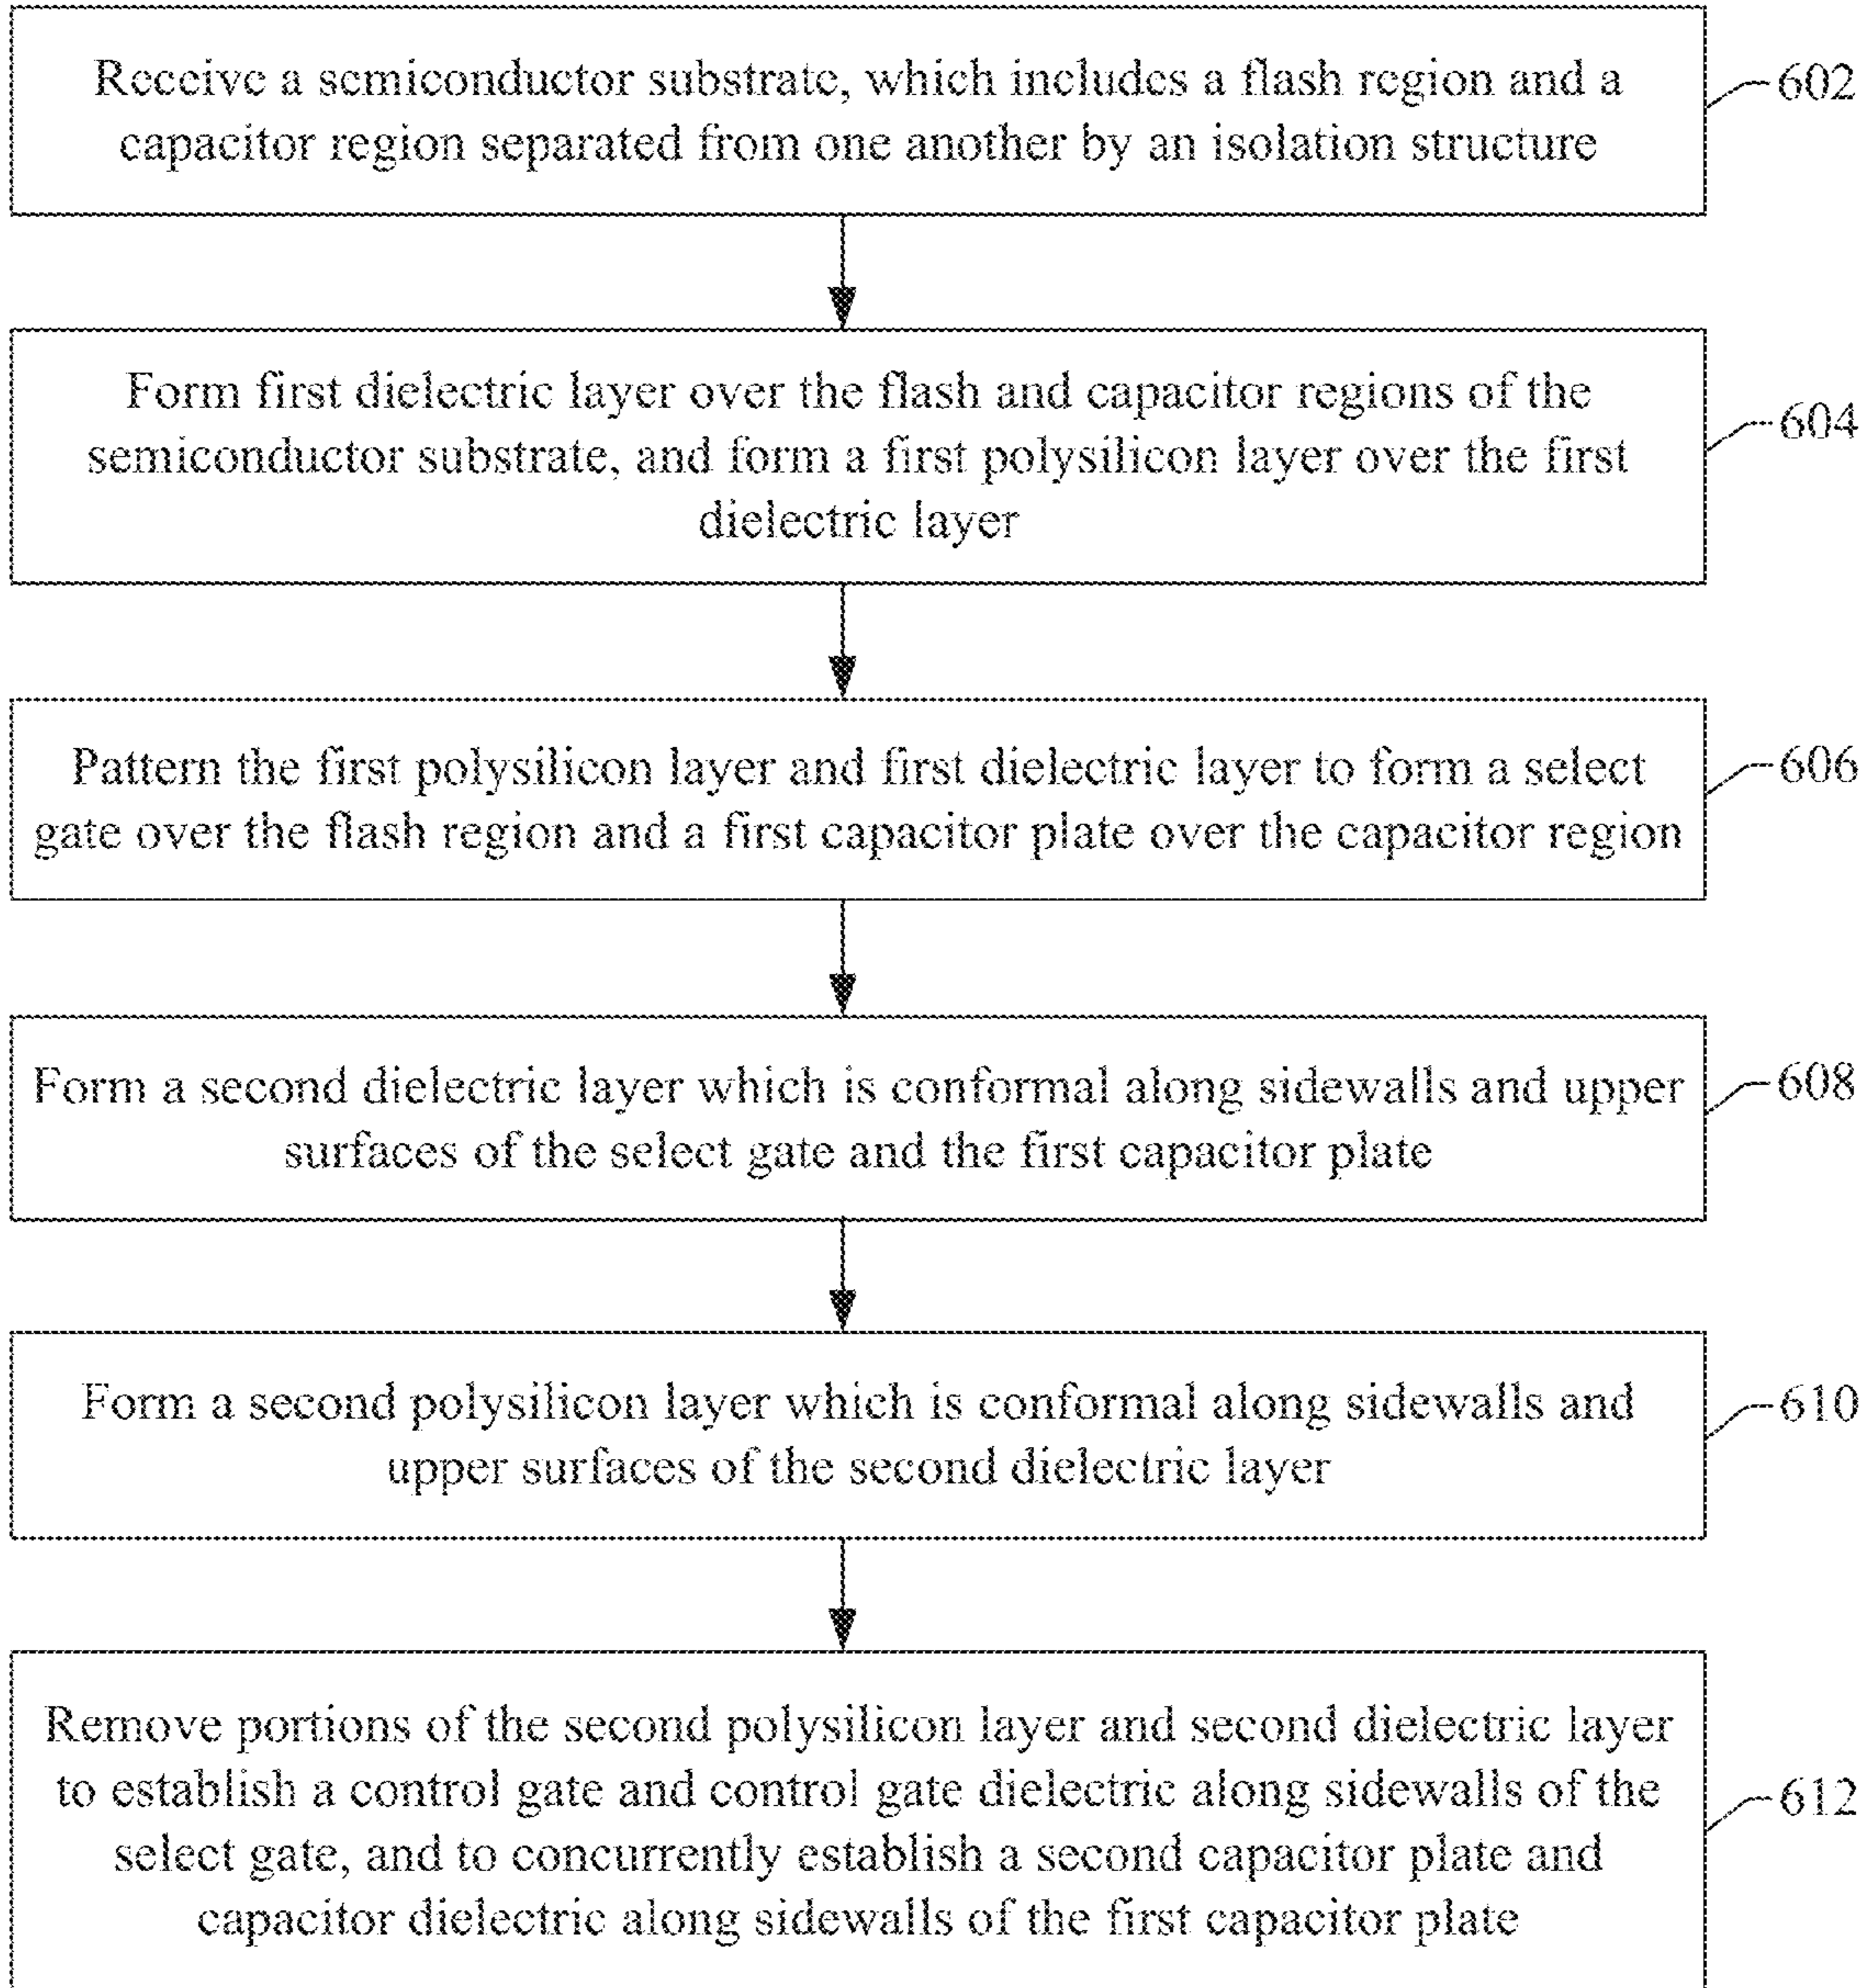 Receive a semiconductor substrate, which includes a flash region and a
capacitor region separated from one another by an isolation structure
602
Form first dielectric layer over the flash and capacitor regions of the
semiconductor substrate, and form a first polysilicon layer over the first
dielectric layer
604
Pattern the first polysilicon layer and first dielectric layer to form a select
gate over the flash region and a first capacitor plate over the capacitor region
606
Form a second dielectric layer which is conformal along sidewalls and upper
surfaces of the select gate and the first capacitor plate
608
Form a second polysilicon layer which is conformal along sidewalls and
upper surfaces of the second dielectric layer
610
Remove portions of the second polysilicon layer and second dielectric layer
to establish a control gate and control gate dielectric along sidewalls of the
select gate, and to concurrently establish a second capacitor plate and
capacitor dielectric along sidewalls of the first capacitor plate
612